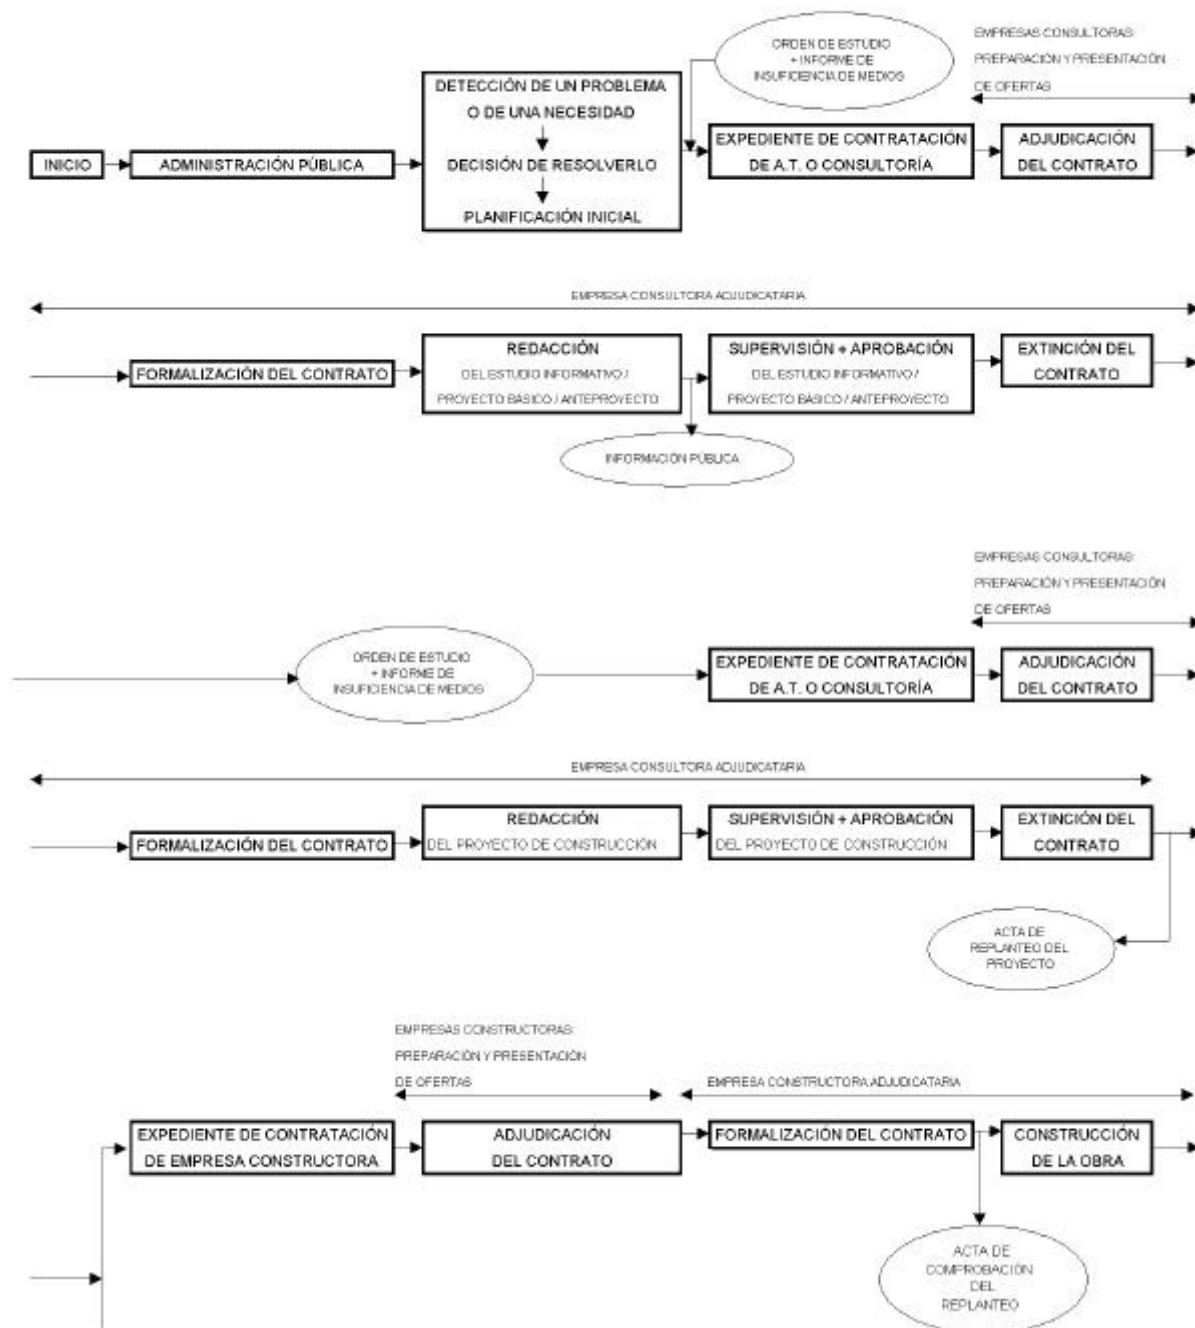 ORDEN DE ESTUDIO
+ INFORME DE
INSUFICIENCIA DE MEDIOS
EMPRESAS CONSULTORAS:
PREPARACIÓN Y PRESENTACIÓN
DE OFERTAS
INICIO
ADMINISTRACIÓN PÚBLICA
DETECCIÓN DE UN PROBLEMA
O DE UNA NECESIDAD
DECISIÓN DE RESOLVERLO
PLANIFICACIÓN INICIAL
EXPEDIENTE DE CONTRATACIÓN
DE A.T. O CONSULTORÍA
ADJUDICACIÓN
DEL CONTRATO
EMPRESA CONSULTORA ADJUDICATARIA
FORMALIZACIÓN DEL CONTRATO
REDACCIÓN
DEL ESTUDIO INFORMATIVO /
PROYECTO BÁSICO / ANTEPROYECTO
SUPERVISIÓN + APROBACIÓN
DEL ESTUDIO INFORMATIVO /
PROYECTO BÁSICO / ANTEPROYECTO
EXTINCIÓN DEL
CONTRATO
INFORMACIÓN PÚBLICA
EMPRESAS CONSULTORAS:
PREPARACIÓN Y PRESENTACIÓN
DE OFERTAS
ORDEN DE ESTUDIO
+ INFORME DE
INSUFICIENCIA DE MEDIOS
EXPEDIENTE DE CONTRATACIÓN
DE A.T. O CONSULTORÍA
ADJUDICACIÓN
DEL CONTRATO
EMPRESA CONSULTORA ADJUDICATARIA
FORMALIZACIÓN DEL CONTRATO
REDACCIÓN
DEL PROYECTO DE CONSTRUCCIÓN
SUPERVISIÓN + APROBACIÓN
DEL PROYECTO DE CONSTRUCCIÓN
EXTINCIÓN DEL
CONTRATO
ACTA DE
REPLANTEO DEL
PROYECTO
EMPRESAS CONSTRUCTORAS:
PREPARACIÓN Y PRESENTACIÓN
DE OFERTAS
EMPRESA CONSTRUCTORA ADJUDICATARIA
EXPEDIENTE DE CONTRATACIÓN
DE EMPRESA CONSTRUCTORA
ADJUDICACIÓN
DEL CONTRATO
FORMALIZACIÓN DEL CONTRATO
CONSTRUCCIÓN
DE LA OBRA
ACTA DE
COMPROBACIÓN
DEL
REPLANTEO